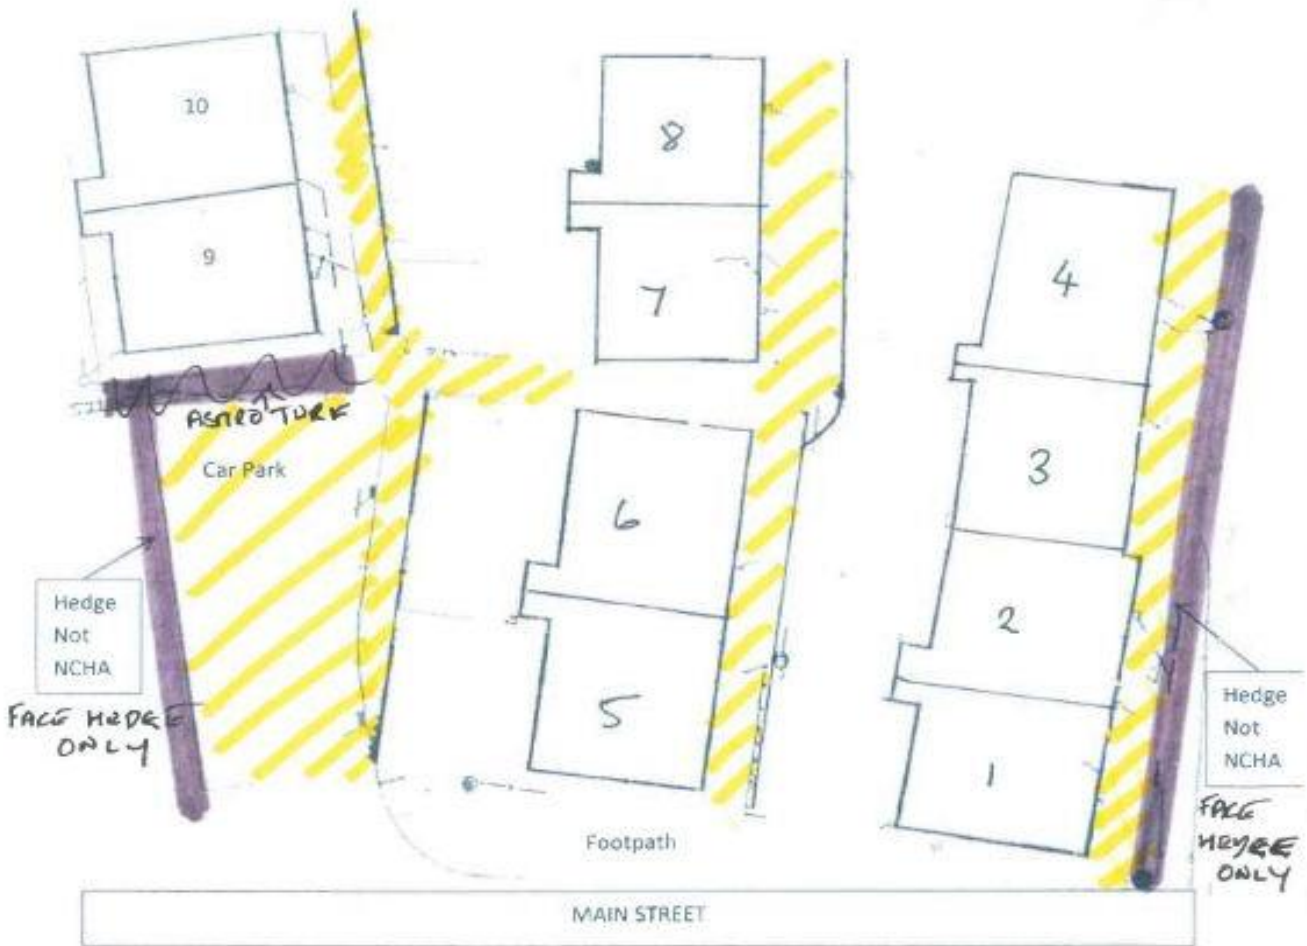 10
8
9
7
4
ASTRO TURF
Car Park
3
6
Hedge
Not
NCHA
2
Hedge
Not
NCHA
FACE HEDGE
ONLY
5
1
FACE
HEDGE
ONLY
Footpath
MAIN STREET